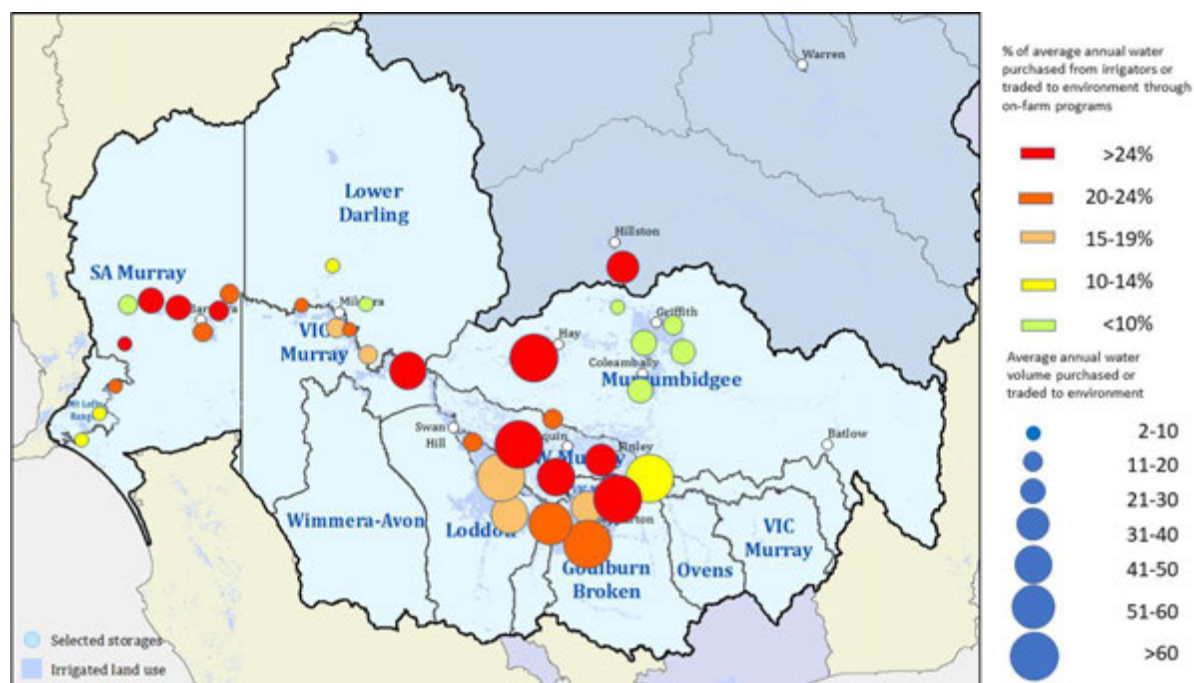 Warren
Lower
Darling
Hillston
SA Murray
Griffith
VIC
Murray
Hay
Coleambally
Swan
Hill
Finley
Batlow
Wimmera-Avon
VIC
Murray
Goulburn
Broken
Ovens
Selected storages
Irrigated land use
% of average annual water
purchased from irrigators or
traded to environment through
on-farm programs
>24%
20-24%
15-19%
10-14%
<10%
Average annual water
volume purchased or
traded to environment
2-10
11-20
21-30
31-40
41-50
51-60
>60